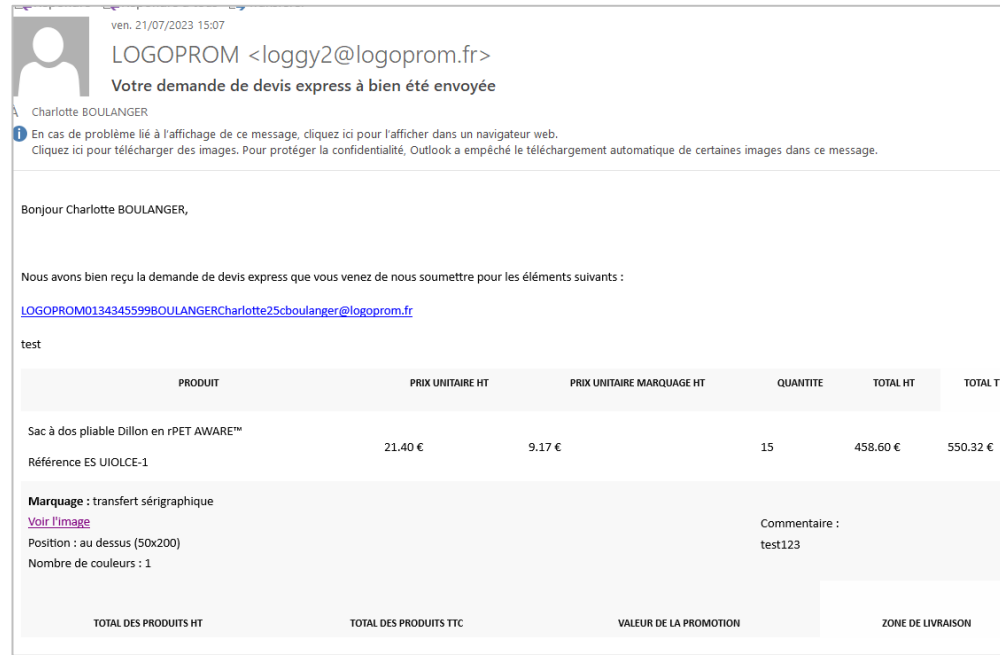 ven. 21/07/2023 15:07
LOGOPROM <loggy2@logoprom.fr>
Votre demande de devis express à bien été envoyée
Charlotte BOULANGER
En cas de problème lié à l'affichage de ce message, cliquez ici pour l'afficher dans un navigateur web.
Cliquez ici pour télécharger des images. Pour protéger la confidentialité, Outlook a empêché le téléchargement automatique de certaines images dans ce message.
Bonjour Charlotte BOULANGER,
Nous avons bien reçu la demande de devis express que vous venez de nous soumettre pour les éléments suivants :
LOGOPROM0134345599BOULANGERCharlotte25cboulanger@logoprom.fr
test
PRODUIT PRIX UNITAIRE HT PRIX UNITAIRE MARQUAGE HT QUANTITE TOTAL HT TOTAL T
Sac à dos pliable Dillon en rPET AWARE™
21.40 € 9.17 € 15 458.60 € 550.32 €
Référence ES UIOLCE-1
Marquage : transfert sérigraphique
Voir l'image
Position : au dessus (50x200)
Nombre de couleurs : 1
Commentaire :
test123
TOTAL DES PRODUITS HT TOTAL DES PRODUITS TTC VALEUR DE LA PROMOTION ZONE DE LIVRAISON